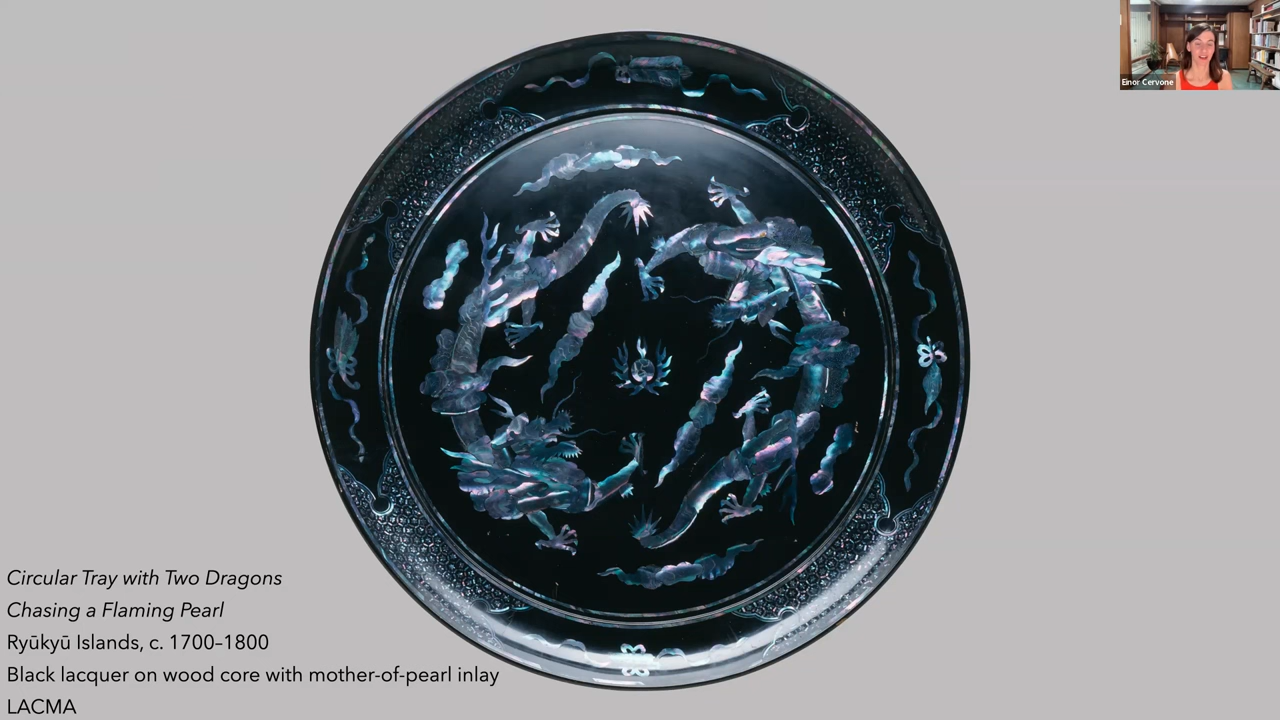 Einor Cervone
Circular Tray with Two Dragons
Chasing a Flaming Pearl
Ryūkyū Islands, c. 1700–1800
Black lacquer on wood core with mother-of-pearl inlay
LACMA